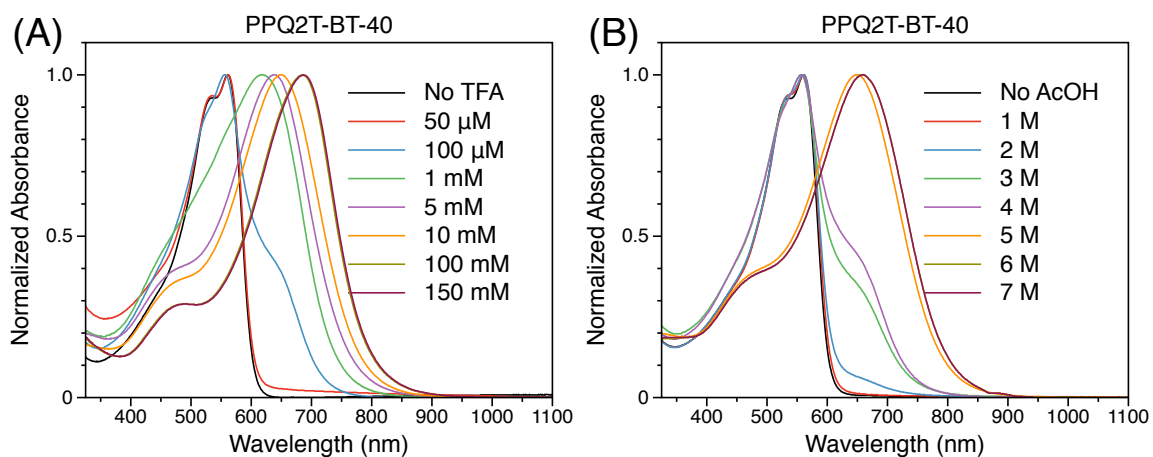 (A)
PPQ2T-BT-40
Normalized Absorbance
1.0
0.5
0
No TFA
50 µM
100 µM
1 mM
5 mM
10 mM
100 mM
150 mM
400 500 600 700 800 900 1000 1100
Wavelength (nm)
(B)
PPQ2T-BT-40
Normalized Absorbance
1.0
0.5
0
No AcOH
1 M
2 M
3 M
4 M
5 M
6 M
7 M
400 500 600 700 800 900 1000 1100
Wavelength (nm)